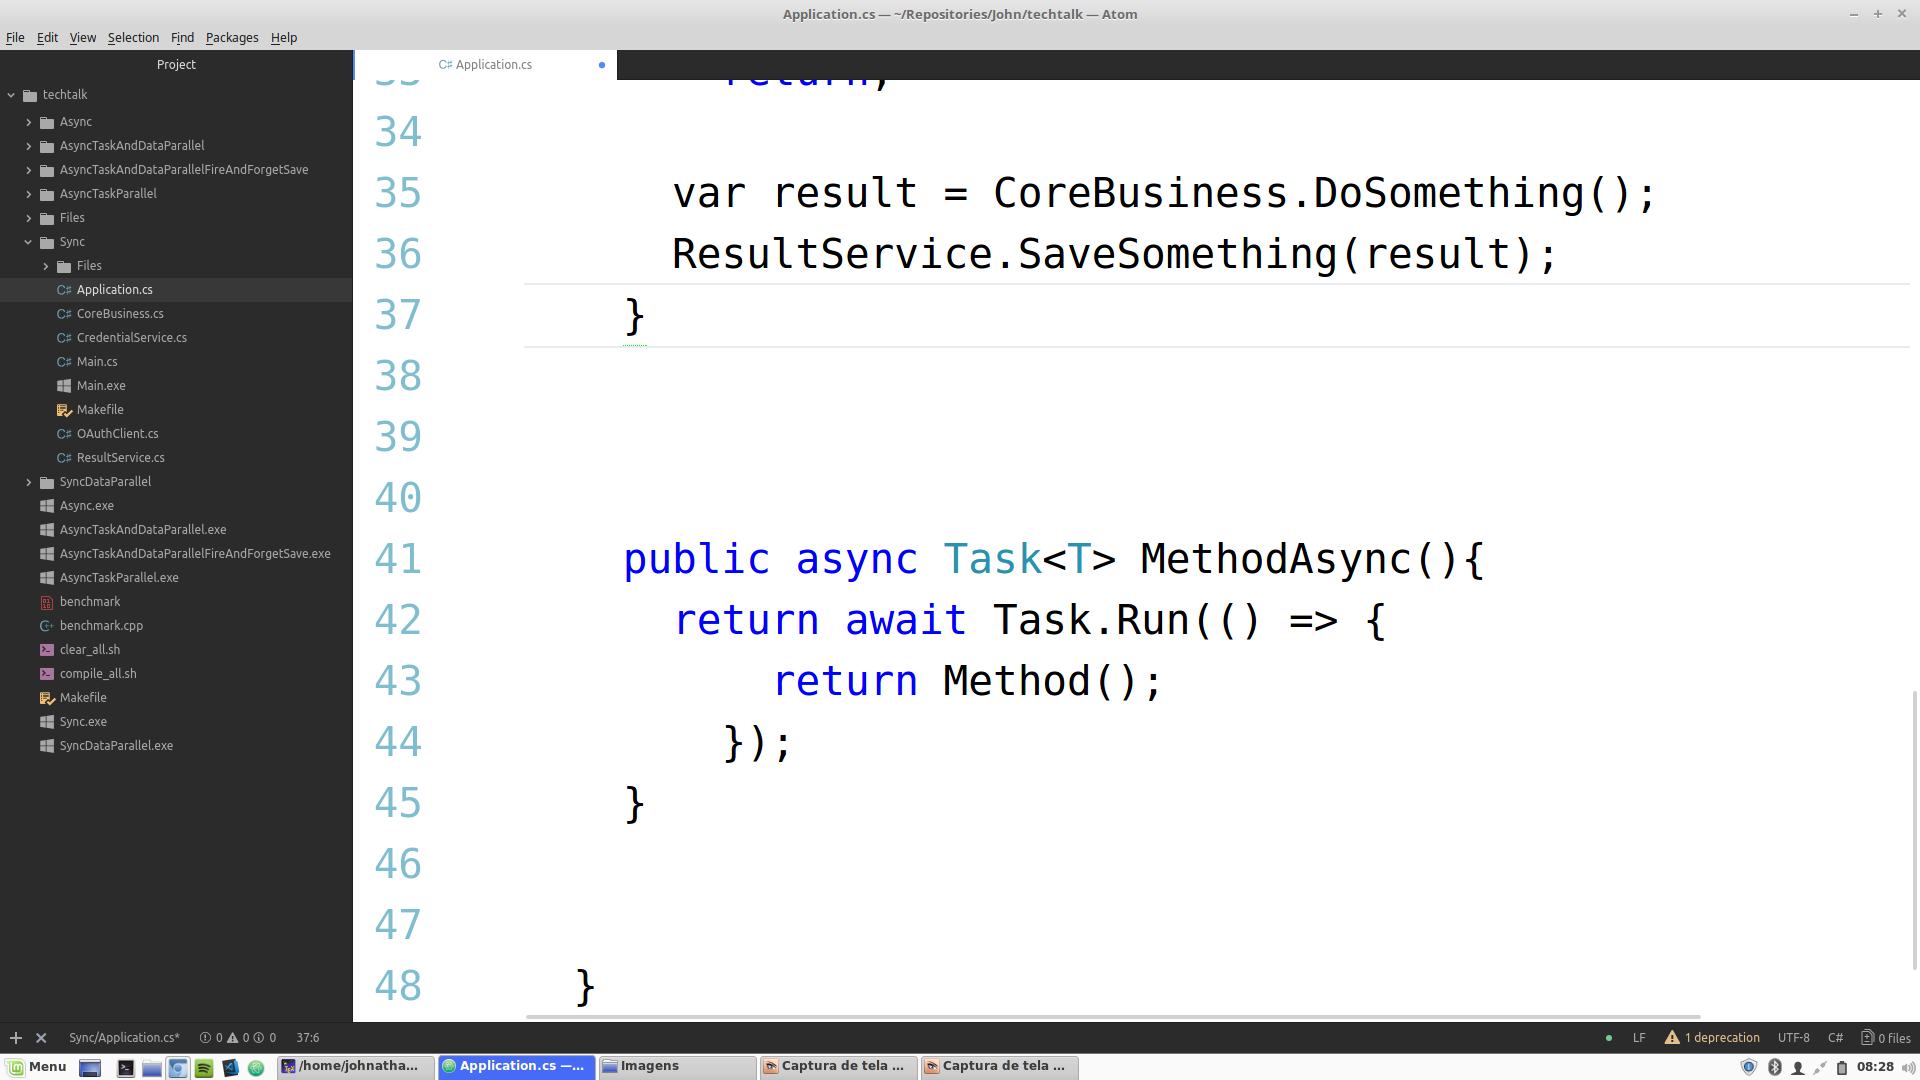 Application.cs — ~/Repositories/John/techtalk — Atom
File Edit View Selection Find Packages Help
Project
C# Application.cs
techtalk
Async
AsyncTaskAndDataParallel
AsyncTaskAndDataParallelFireAndForgetSave
AsyncTaskParallel
Files
Sync
Files
C# Application.cs
C# CoreBusiness.cs
C# CredentialService.cs
C# Main.cs
Main.exe
Makefile
C# OAuthClient.cs
C# ResultService.cs
SyncDataParallel
Async.exe
AsyncTaskAndDataParallel.exe
AsyncTaskAndDataParallelFireAndForgetSave.exe
AsyncTaskParallel.exe
benchmark
benchmark.cpp
clear_all.sh
compile_all.sh
Makefile
Sync.exe
SyncDataParallel.exe
33 return;
34
35 var result = CoreBusiness.DoSomething();
36 ResultService.SaveSomething(result);
37 }
38
39
40
41 public async Task<T> MethodAsync(){
42 return await Task.Run(() => {
43 return Method();
44 });
45 }
46
47
48 }
Sync/Application.cs* 0 0 0 37:6 LF 1 deprecation UTF-8 C# 0 files
Menu /home/johnatha... Application.cs —... Imagens Captura de tela ... Captura de tela ... 08:28